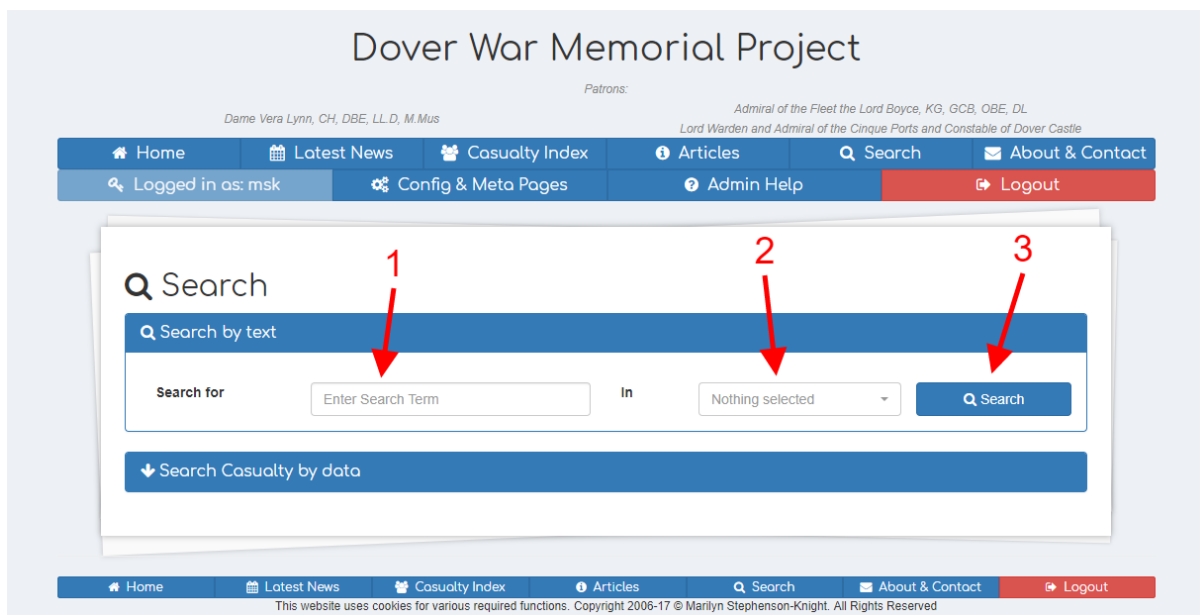 Dover War Memorial Project
Patrons:
Dame Vera Lynn, CH, DBE, LL.D, M.Mus
Admiral of the Fleet the Lord Boyce, KG, GCB, OBE, DL
Lord Warden and Admiral of the Cinque Ports and Constable of Dover Castle
Home Latest News Casualty Index Articles Search About & Contact
Logged in as: msk Config & Meta Pages Admin Help Logout
1 2 3
Search
Search by text
Search for Enter Search Term In Nothing selected Search
Search Casualty by data
Home Latest News Casualty Index Articles Search About & Contact Logout
This website uses cookies for various required functions. Copyright 2006-17 © Marilyn Stephenson-Knight. All Rights Reserved